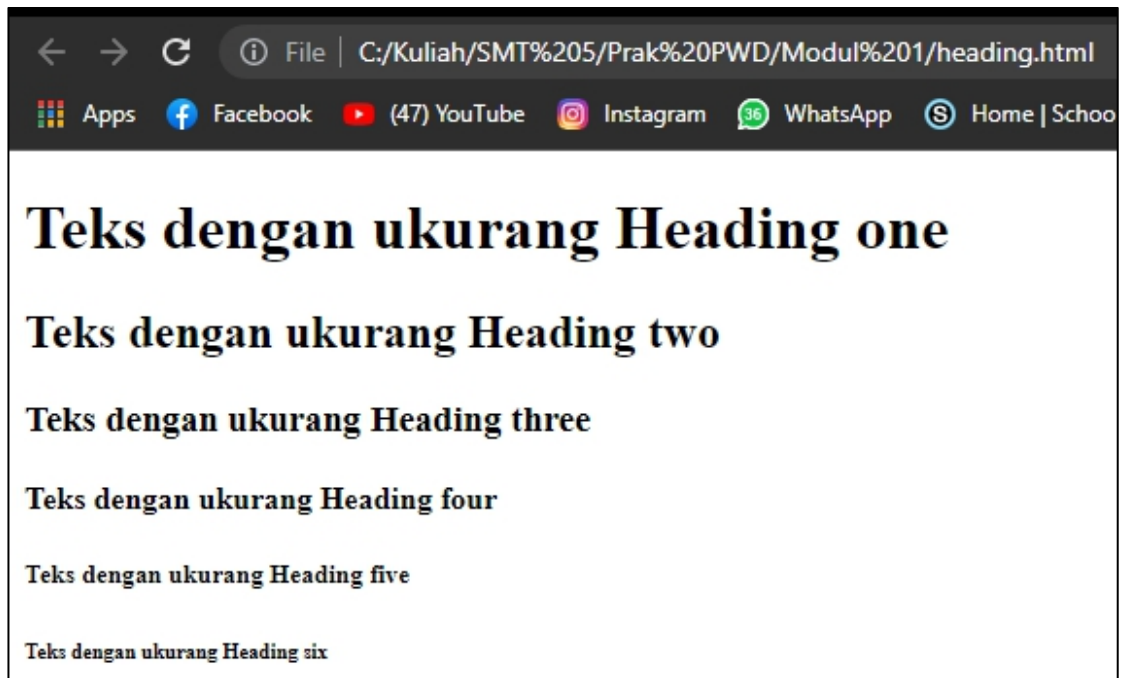 File | C:/Kuliah/SMT%205/Prak%20PWD/Modul%201/heading.html
Apps Facebook (47) YouTube Instagram 36 WhatsApp S Home | Schoo
Teks dengan ukurang Heading one
Teks dengan ukurang Heading two
Teks dengan ukurang Heading three
Teks dengan ukurang Heading four
Teks dengan ukurang Heading five
Teks dengan ukurang Heading six